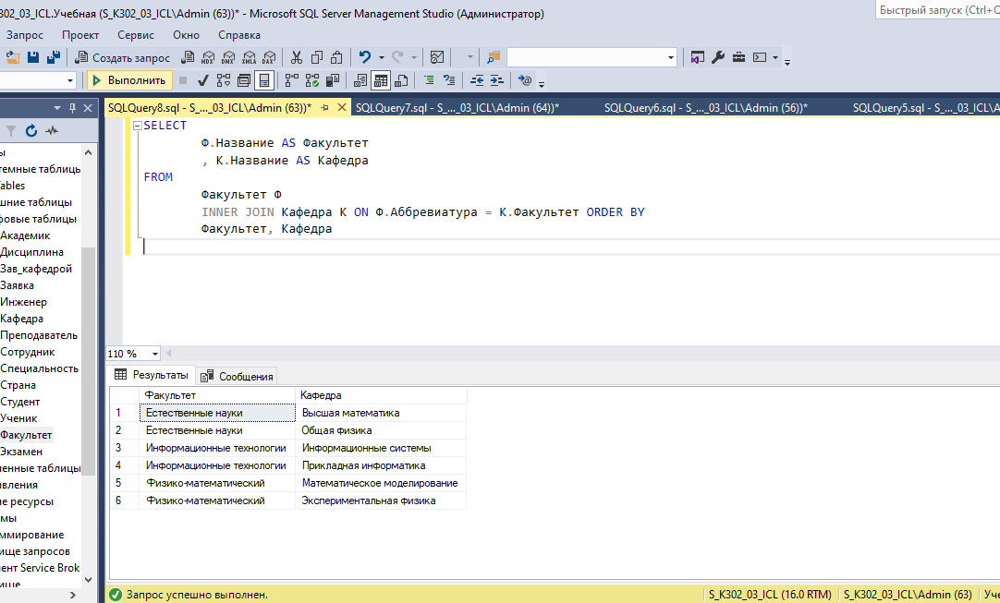 302_03_ICL.Учебная (S_K302_03_ICL\Admin (63))* - Microsoft SQL Server Management Studio (Администратор)
Быстрый запуск (Ctrl+Q
Запрос Проект Сервис Окно Справка
Создать запрос MDX DMX XMLA DAX
Выполнить
SQLQuery8.sql - S_..._03_ICL\Admin (63))* SQLQuery7.sql - S_..._03_ICL\Admin (64))* SQLQuery6.sql - S_..._03_ICL\Admin (56))* SQLQuery5.sql - S_..._03_ICL\A
SELECT
Ф.Название AS Факультет
, К.Название AS Кафедра
FROM
Факультет Ф
INNER JOIN Кафедра К ON Ф.Аббревиатура = К.Факультет ORDER BY
Факультет, Кафедра
ы
темные таблицы
ables
шние таблицы
фовые таблицы
Академик
Дисциплина
Зав_кафедрой
Заявка
Инженер
Кафедра
Преподаватель
Сотрудник
Специальность
Страна
Студент
Ученик
Факультет
Экзамен
ненные таблицы
авления
е ресурсы
мы
ммирование
ище запросов
ент Service Brok
ище
110 %
Результаты Сообщения
Факультет Кафедра
1 Естественные науки Высшая математика
2 Естественные науки Общая физика
3 Информационные технологии Информационные системы
4 Информационные технологии Прикладная информатика
5 Физико-математический Математическое моделирование
6 Физико-математический Экспериментальная физика
Запрос успешно выполнен. S_K302_03_ICL (16.0 RTM) S_K302_03_ICL\Admin (63) Уче